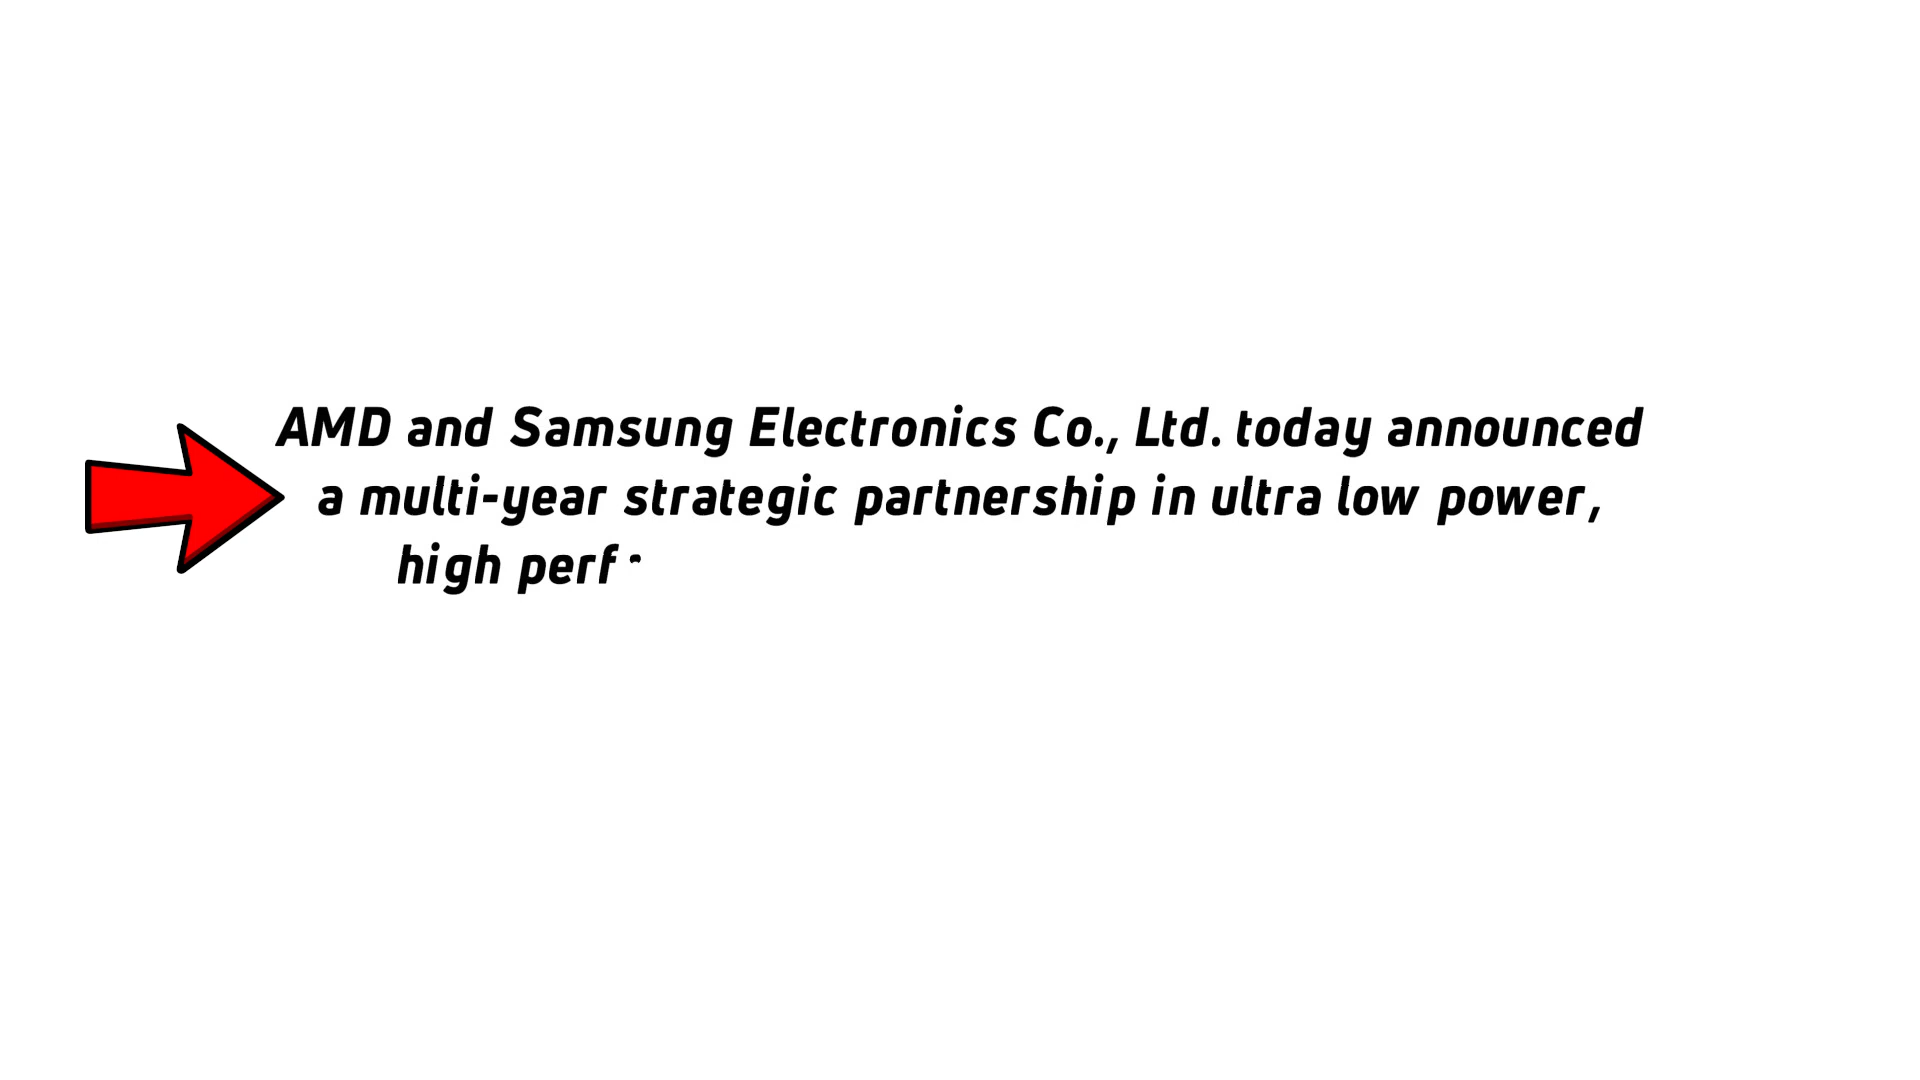 AMD and Samsung Electronics Co., Ltd. today announced
a multi-year strategic partnership in ultra low power,
high perf